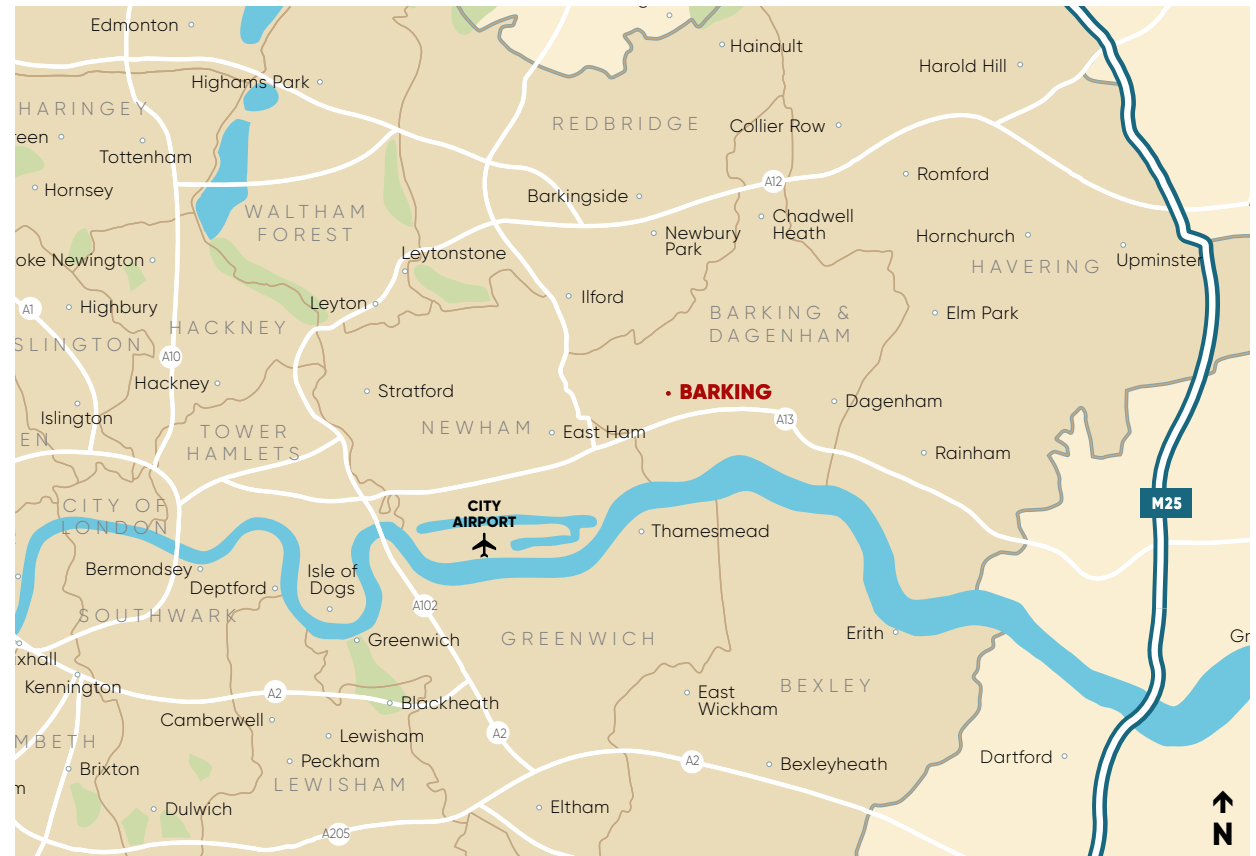 Edmonton
Hainault
Harold Hill
Highams Park
HARINGEY
REDBRIDGE
Collier Row
reen
Tottenham
Romford
A12
Hornsey
Barkingside
WALTHAM
FOREST
Chadwell
Heath
Newbury
Park
Hornchurch
Upminster
HAVERING
Leytonstone
oke Newington
Ilford
Leyton
A1
Highbury
HACKNEY
BARKING &
DAGENHAM
Elm Park
SLINGTON
A10
Hackney
Stratford
BARKING
Dagenham
Islington
A13
EN
TOWER
HAMLETS
NEWHAM
East Ham
Rainham
CITY OF
LONDON
CITY
AIRPORT
M25
Thamesmead
Bermondsey
Deptford
Isle of
Dogs
A102
SOUTHWARK
Greenwich
GREENWICH
Erith
Gr
xhall
Kennington
A2
Blackheath
East
Wickham
BEXLEY
Camberwell
Lewisham
A2
MBETH
Peckham
A2
Bexleyheath
Dartford
Brixton
LEWISHAM
m
Dulwich
Eltham
A205
N